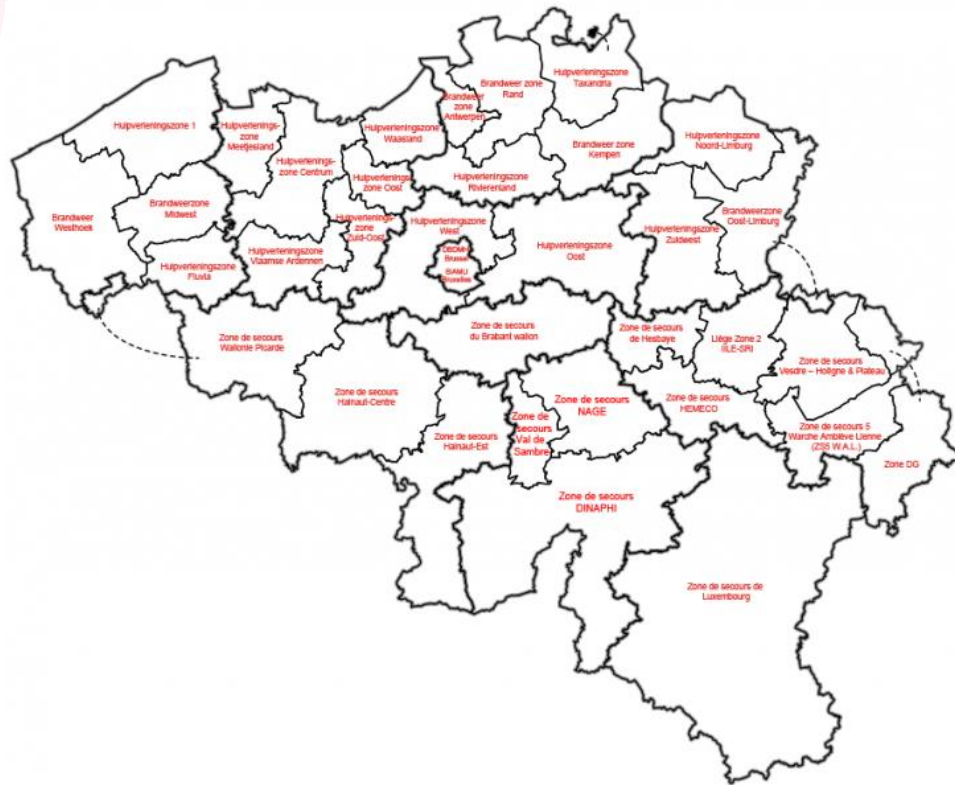 Hulpverleningszone
Taxandria
Brandweer zone
Rand
Brandweer
zone
Antwerpen
Hulpverleningszone 1
Hulpverlenings-
zone
Meetjesland
Hulpverleningszone
Waasland
Hulpverleningszone
Noord-Limburg
Brandweer zone
Kempen
Hulpverlenings-
zone Centrum
Hulpverlenings-
zone Oost
Hulpverleningszone
Rivierenland
Brandweerzone
Midwest
Brandweer
Westhoek
Hulpverlenings-
zone
Zuid-Oost
Hulpverleningszone
West
Brandweerzone
Oost-Limburg
Hulpverleningszone
Zuidwest
Hulpverleningszone
Oost
DBDMH
Brussel
SIAMU
Bruxelles
Hulpverleningszone
Vlaamse Ardennen
Hulpverleningszone
Fluvia
Zone de secours
Wallonie Picarde
Zone de secours
du Brabant wallon
Zone de secours
de Hesbaye
Liège Zone 2
IILE-SRI
Zone de secours
Vesdre – Hoëgne & Plateau
Zone de secours
Hainaut-Centre
Zone de secours
NAGE
Zone de secours
HEMECO
Zone de
secours
Val de
Sambre
Zone de secours
Hainaut-Est
Zone de secours 5
Warche Amblève Lienne
(ZS5 W.A.L.)
Zone DG
Zone de secours
DINAPHI
Zone de secours de
Luxembourg